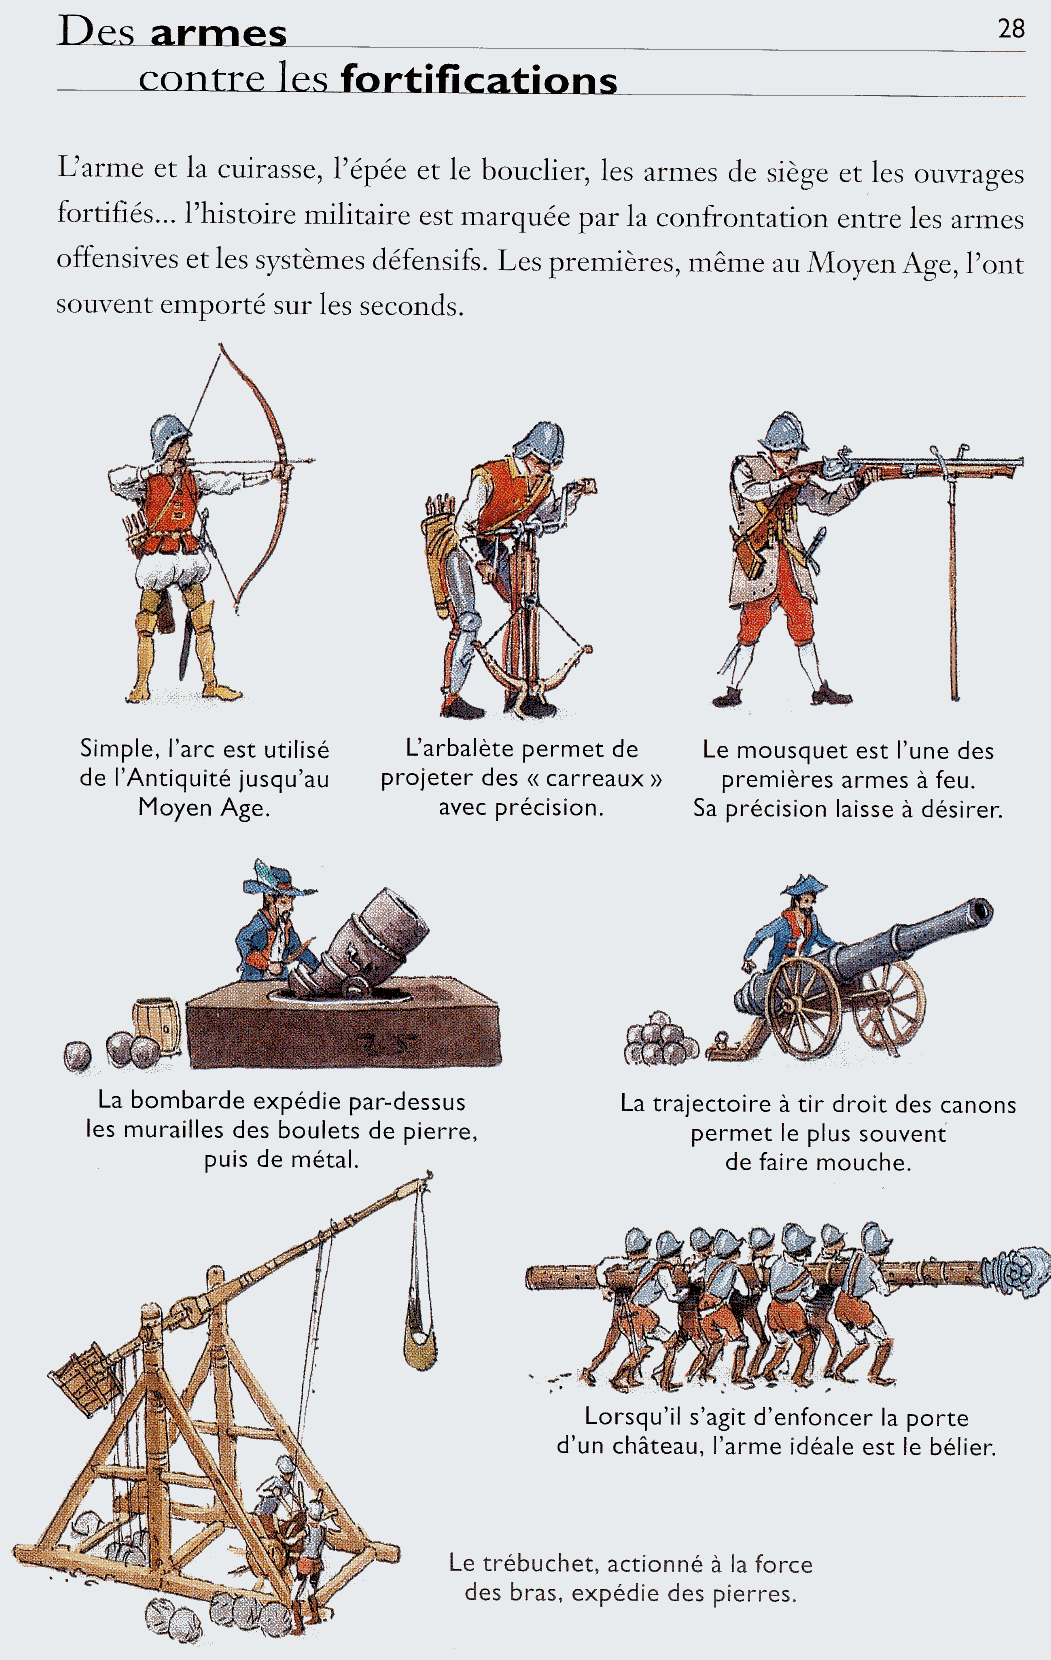 Des armes
28
contre les fortifications
L'arme et la cuirasse, l'épée et le bouclier, les armes de siège et les ouvrages
fortifiés... l'histoire militaire est marquée par la confrontation entre les armes
offensives et les systèmes défensifs. Les premières, même au Moyen Age, l'ont
souvent emporté sur les seconds.
Simple, l'arc est utilisé
de l'Antiquité jusqu'au
Moyen Age.
L'arbalète permet de
projeter des « carreaux »
avec précision.
Le mousquet est l'une des
premières armes à feu.
Sa précision laisse à désirer.
La bombarde expédie par-dessus
les murailles des boulets de pierre,
puis de métal.
La trajectoire à tir droit des canons
permet le plus souvent
de faire mouche.
Lorsqu'il s'agit d'enfoncer la porte
d'un château, l'arme idéale est le bélier.
Le trébuchet, actionné à la force
des bras, expédie des pierres.